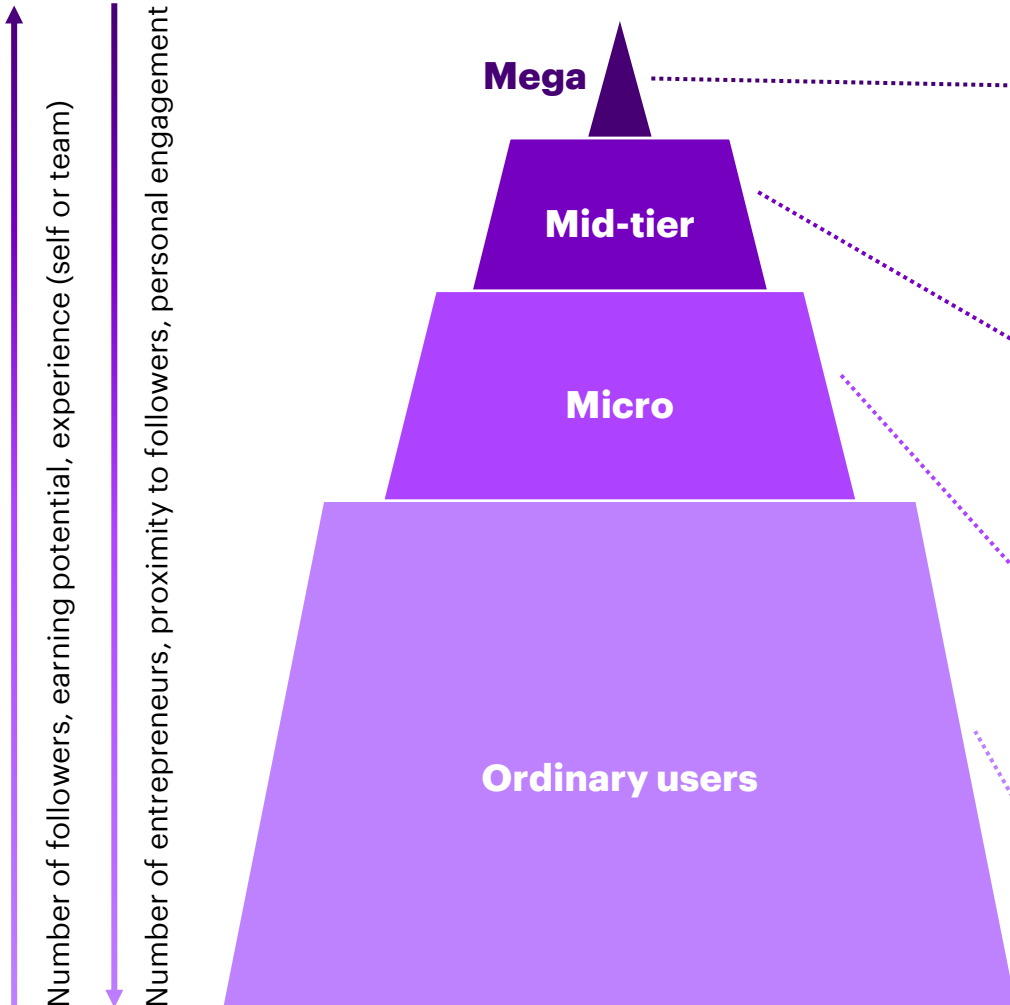 Number of followers, earning potential, experience (self or team)
Number of entrepreneurs, proximity to followers, personal engagement
Mega
Mid-tier
Micro
Ordinary users